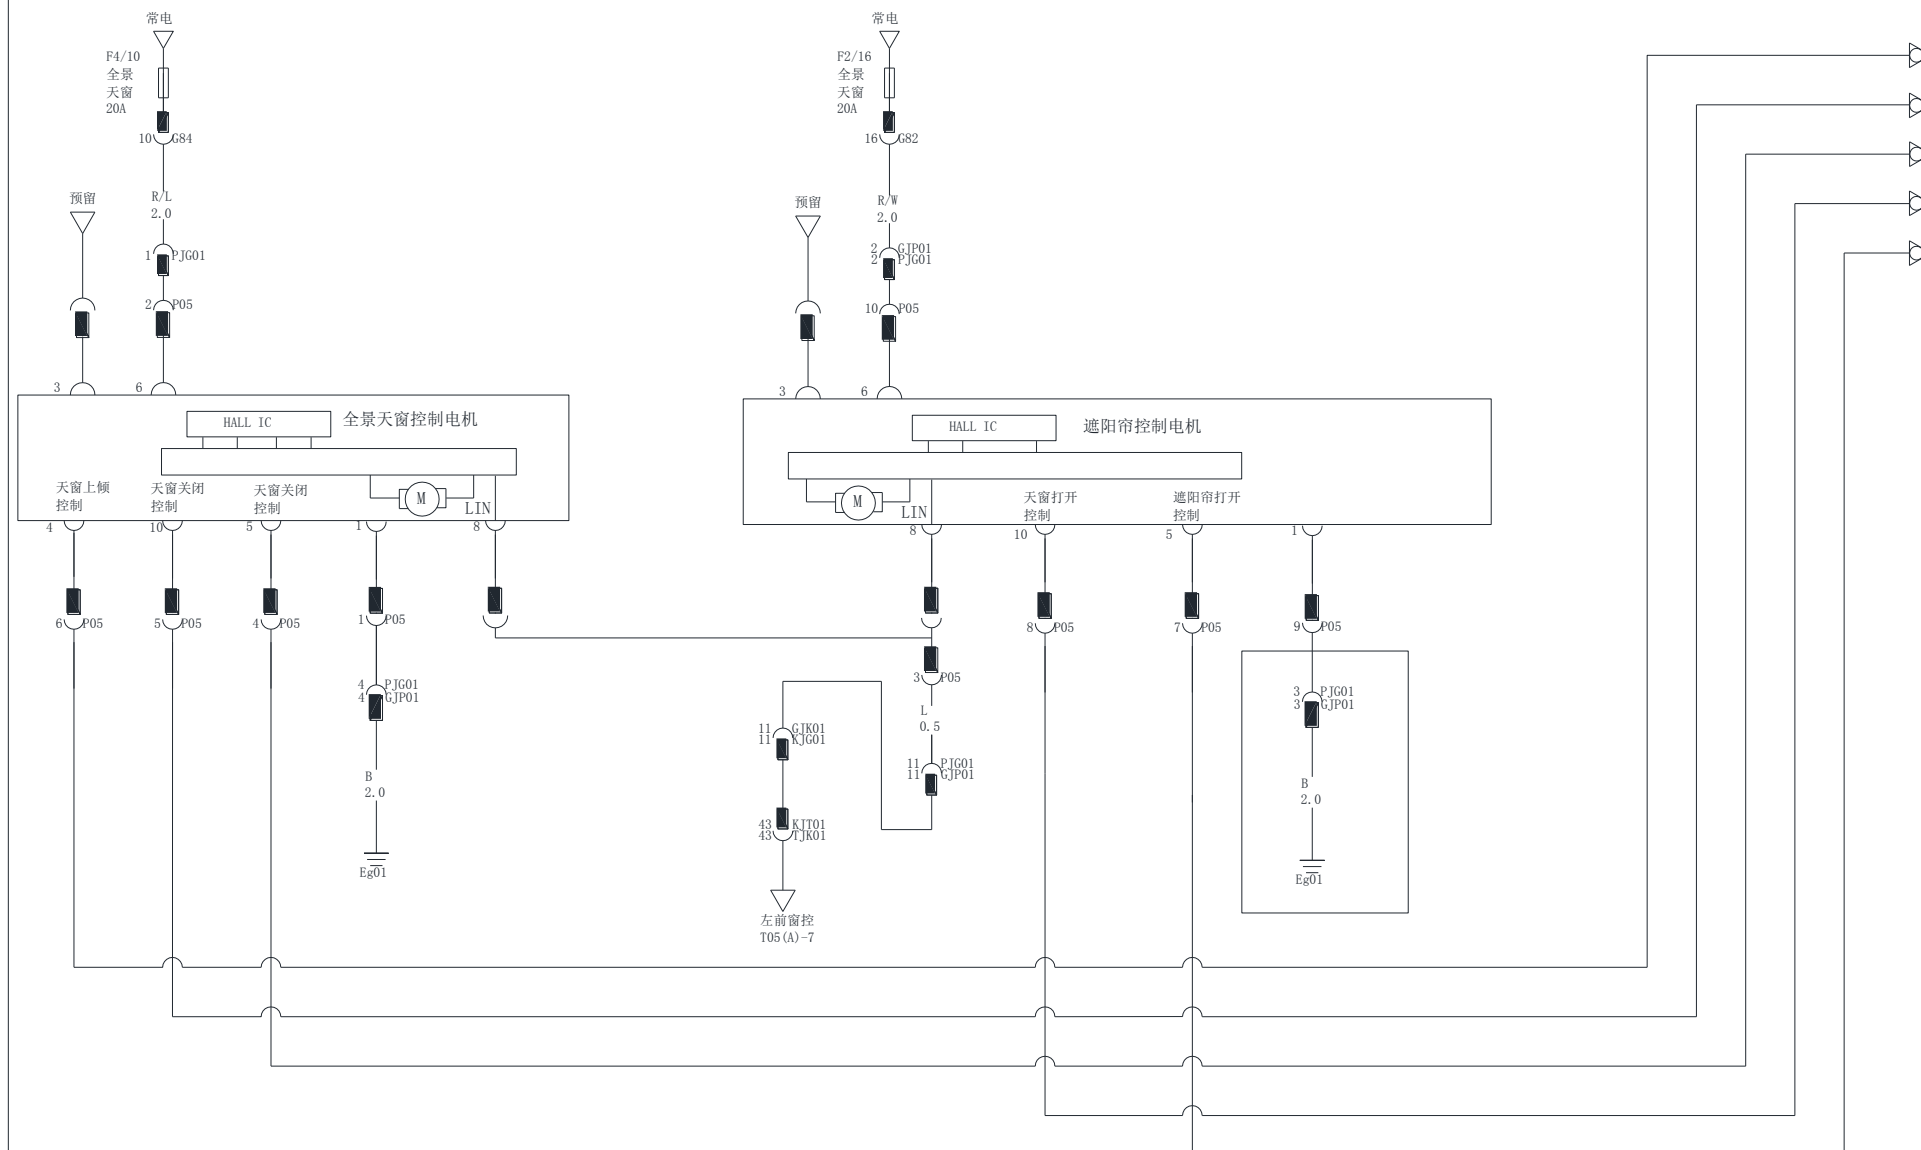 常电
F4/10
全景
天窗
20A
10
G84
预留
R/L
2.0
1
PJG01
2
P05
3
6
HALL IC
全景天窗控制电机
天窗上倾
控制
天窗关闭
控制
天窗关闭
控制
M
LIN
4
10
5
1
8
6
P05
5
P05
4
P05
1
P05
4
PJG01
4
GJP01
B
2.0
Eg01
常电
F2/16
全景
天窗
20A
16
G82
预留
R/W
2.0
2
GJP01
2
PJG01
10
P05
3
6
HALL IC
遮阳帘控制电机
M
LIN
天窗打开
控制
遮阳帘打开
控制
8
10
5
1
8
P05
7
P05
9
P05
3
P05
L
0.5
11
GJK01
11
KJG01
11
PJG01
11
GJP01
43
KJT01
43
TJK01
左前窗控
T05(A)-7
3
PJG01
3
GJP01
B
2.0
Eg01